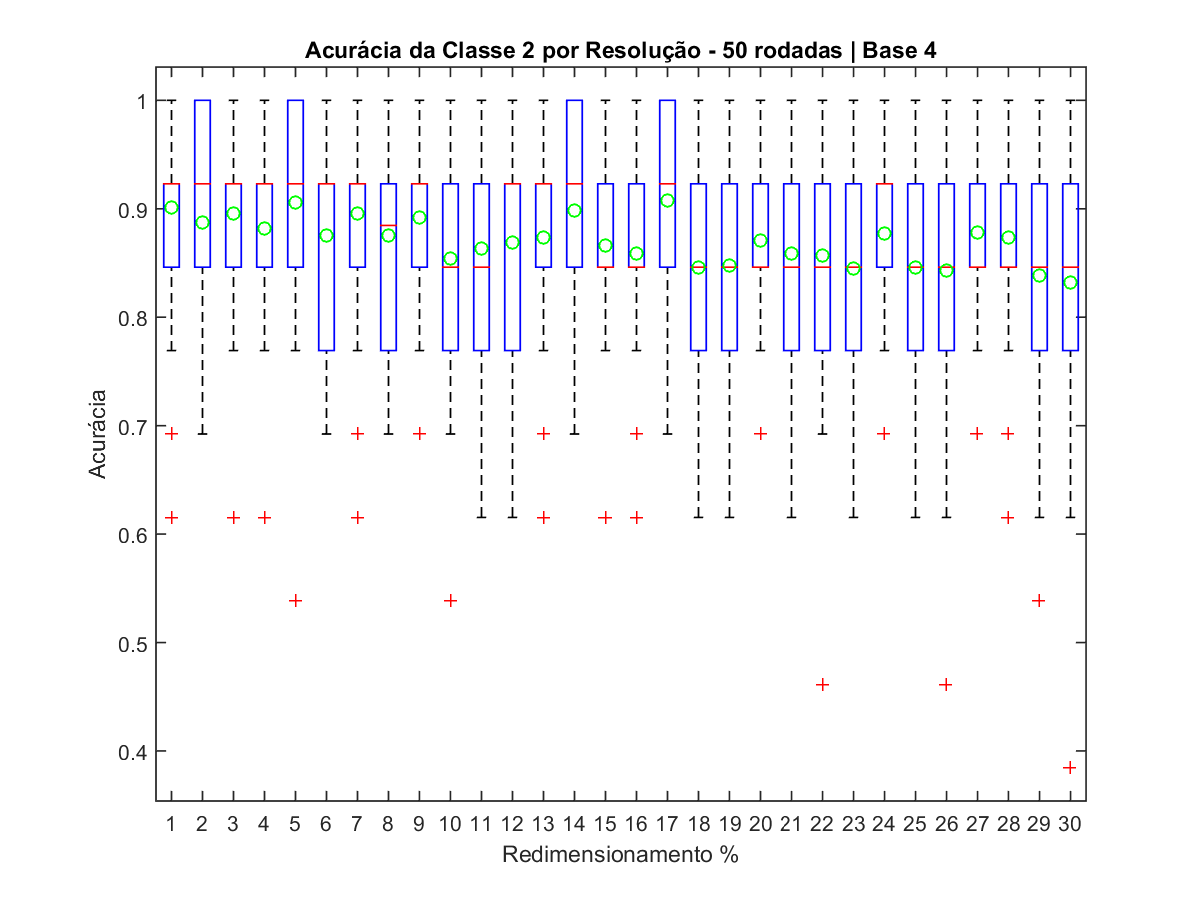 Acurácia da Classe 2 por Resolução - 50 rodadas | Base 4
1
0.9
0.8
0.7
0.6
0.5
0.4
Acurácia
1 2 3 4 5 6 7 8 9 10 11 12 13 14 15 16 17 18 19 20 21 22 23 24 25 26 27 28 29 30
Redimensionamento %